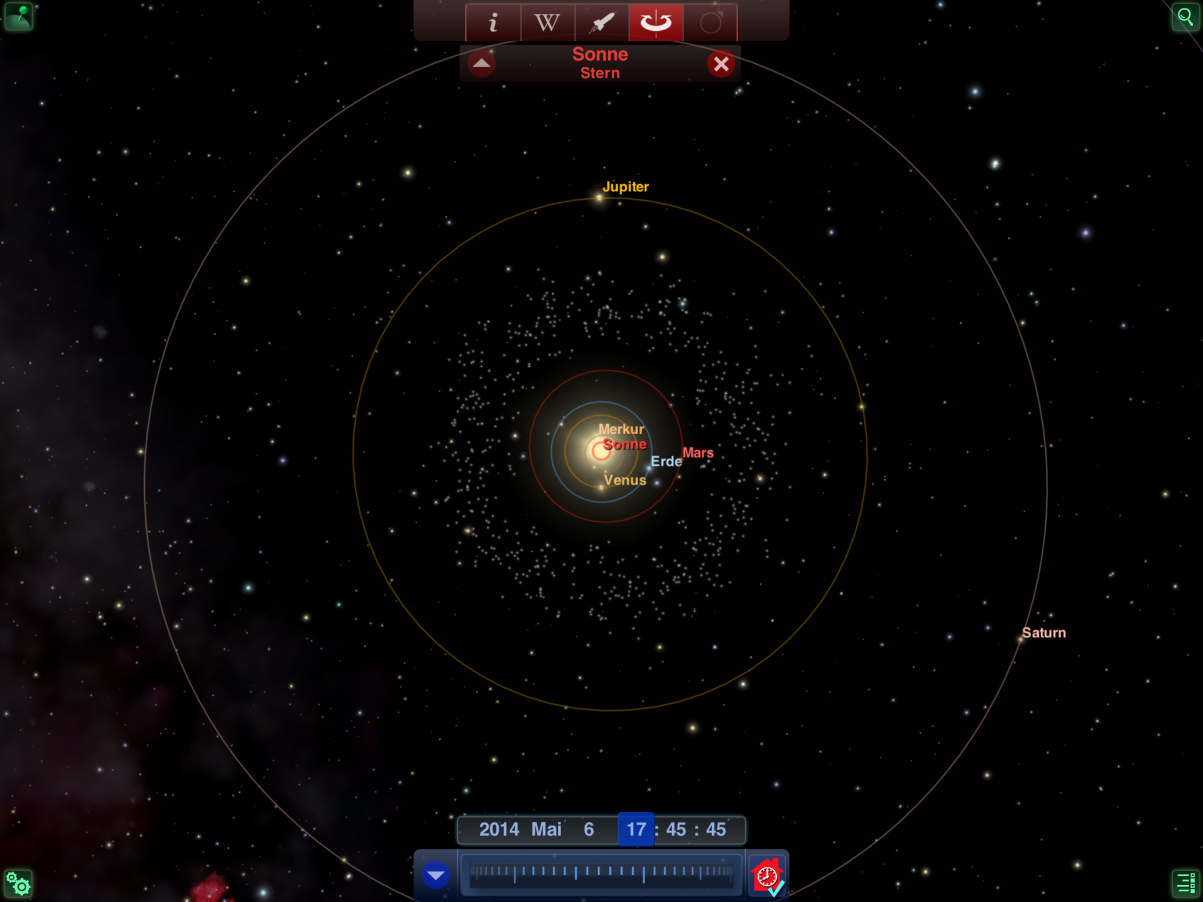 i W
Sonne
Stern
Jupiter
Merkur
Sonne
Mars
Erde
Venus
Saturn
2014 Mai 6 17 : 45 : 45